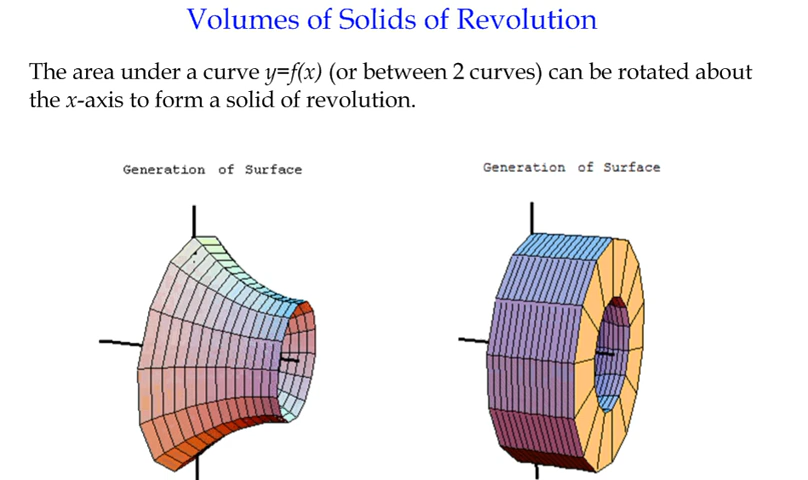 Volumes of Solids of Revolution
The area under a curve y=f(x) (or between 2 curves) can be rotated about
the x-axis to form a solid of revolution.
Generation of Surface
Generation of Surface